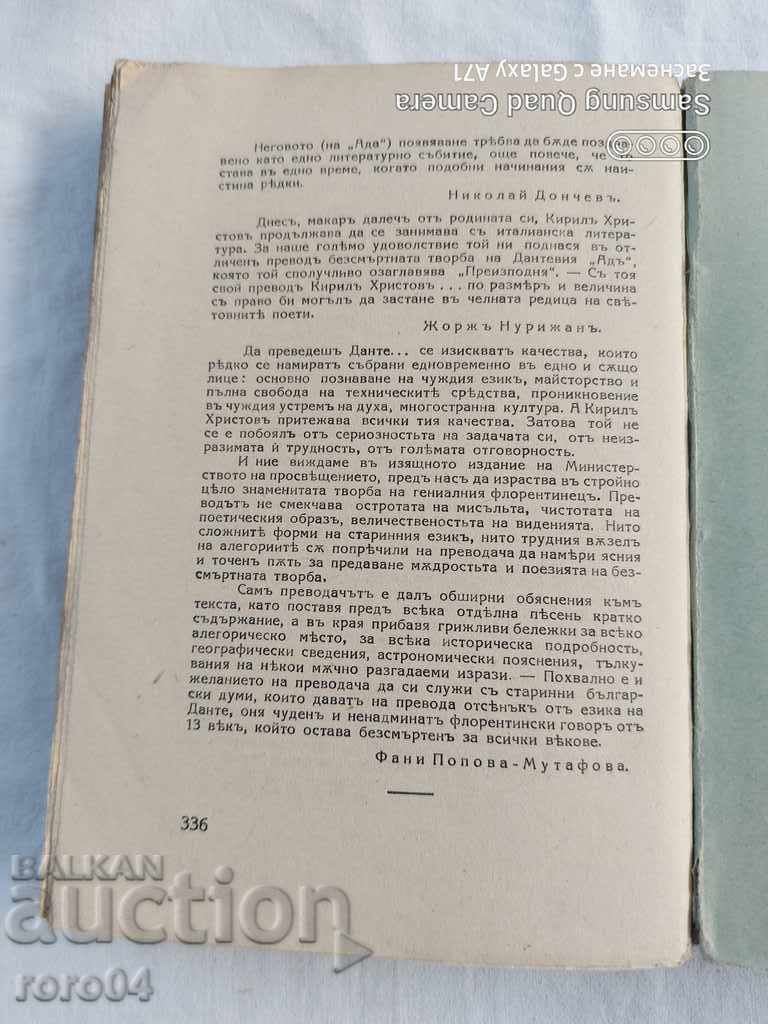 Samsung Quad Camera
Заснемане с Galaxy A71
Неговото (на „Ада“) появяване трѣбва да бѫде позд-
вено като едно литературно събитие, още повече, че
става въ едно време, когато подобни начинания сѫ наи-
стина рѣдки.
Николай Дончевъ.
Днесъ, макаръ далечъ отъ родината си, Кирилъ Хри-
стовъ продължава да се занимава съ италианска литера-
тура. За наше голѣмо удоволствие той ни поднася въ от-
личенъ преводъ безсмъртната творба на Дантевия „Адъ“,
която той сполучливо озаглавява „Преизподня“. — Съ тоя
свой преводъ Кирилъ Христовъ... по размѣръ и величина
съ право би могълъ да застане въ челната редица на свѣ-
товнитѣ поети.
Жоржъ Нурижанъ.
Да преведешъ Данте... се изискватъ качества, които
рѣдко се намиратъ събрани едновременно въ едно и сѫщо
лице: основно познаване на чуждия езикъ, майсторство и
пълна свобода на техническитѣ срѣдства, проникновение
въ чуждия устремъ на духа, многостранна култура. А Кирилъ
Христовъ притежава всички тия качества. Затова той не
се е побоялъ отъ сериозностьта на задачата си, отъ неиз-
разимата ѝ трудность, отъ голѣмата отговорность.
И ние виждаме въ изящното издание на Министер-
ството на просвѣщението, предъ насъ да израства въ стройно
цѣло знаменитата творба на гениалния флорентинецъ. Пре-
водътъ не смекчава остротата на мисъльта, чистотата на
поетическия образъ, величественостьта на виденията. Нито
сложнитѣ форми на старинния езикъ, нито трудния вѫзелъ
на алегориитѣ сѫ попрѣчили на преводача да намѣри ясния
и точенъ пѫть за предаване мѫдростьта и поезията на без-
смъртната творба.
Самъ преводачътъ е далъ обширни обяснения къмъ
текста, като поставя предъ всѣка отдѣлна пѣсень кратко
съдържание, а въ края прибавя грижливи бележки за всѣко
алегорическо мѣсто, за всѣка историческа подробность,
географически сведения, астрономически пояснения, тълку-
вания на нѣкои мѫчно разгадаеми изрази. — Похвално е и
желанието на преводача да си служи съ старинни българ-
ски думи, които даватъ на превода отсѣнъкъ отъ езика на
Данте, оня чуденъ и ненадминатъ флорентински говоръ отъ
13 вѣкъ, който остава безсмъртенъ за всички вѣкове.
Фани Попова-Мутафова.
336
BALKAN
auction
roro04